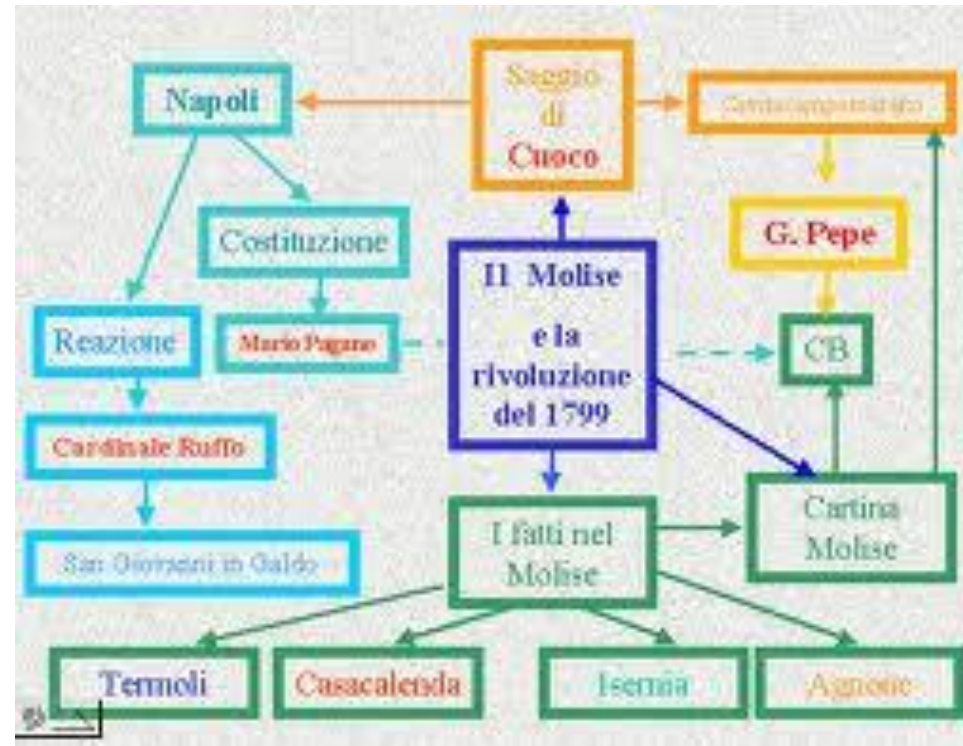 Saggio
di
Cuoco
Napoli
Civitacampomarano
Costituzione
G. Pepe
Il Molise
e la
rivoluzione
del 1799
Reazione
Mario Pagano
CB
Cardinale Ruffo
Cartina
Molise
I fatti nel
Molise
San Giovanni in Galdo
Termoli
Casacalenda
Isernia
Agnone